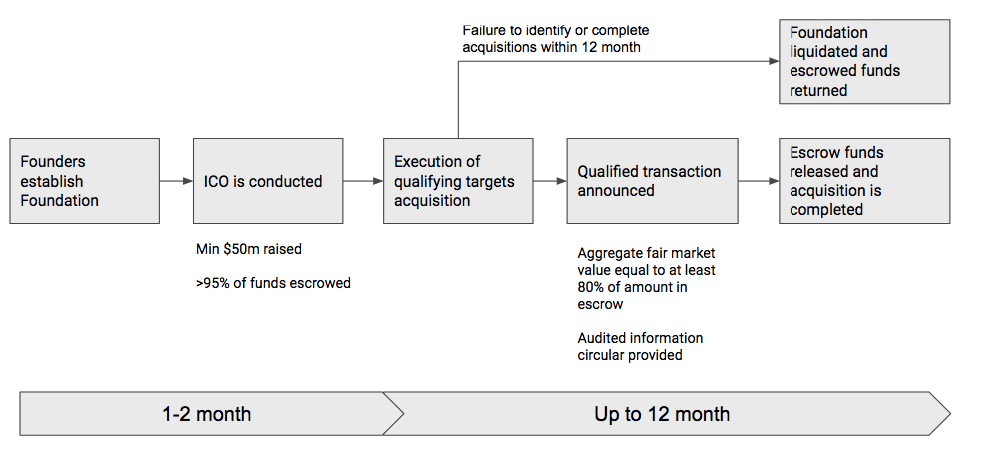 Failure to identify or complete
acquisitions within 12 month
Foundation
liquidated and
escrowed funds
returned
Founders
establish
Foundation
ICO is conducted
Execution of
qualifying targets
acquisition
Qualified transaction
announced
Escrow funds
released and
acquisition is
completed
Min $50m raised
>95% of funds escrowed
Aggregate fair market
value equal to at least
80% of amount in
escrow
Audited information
circular provided
1-2 month
Up to 12 month